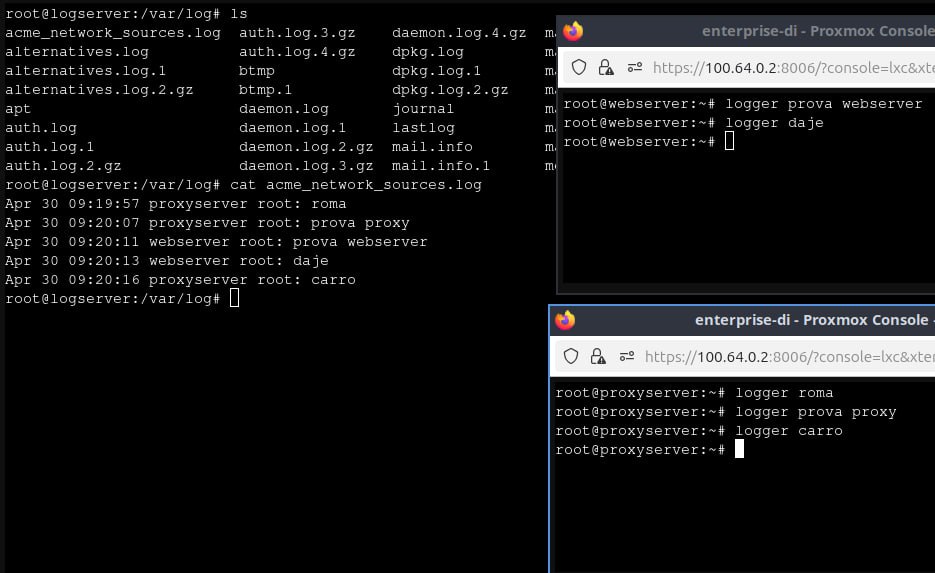 root@logserver:/var/log# ls
acme_network_sources.log auth.log.3.gz daemon.log.4.gz
alternatives.log auth.log.4.gz dpkg.log
alternatives.log.1 btmp dpkg.log.1
alternatives.log.2.gz btmp.1 dpkg.log.2.gz
apt daemon.log journal
auth.log daemon.log.1 lastlog
auth.log.1 daemon.log.2.gz mail.info
auth.log.2.gz daemon.log.3.gz mail.info.1
root@logserver:/var/log# cat acme_network_sources.log
Apr 30 09:19:57 proxyserver root: roma
Apr 30 09:20:07 proxyserver root: prova proxy
Apr 30 09:20:11 webserver root: prova webserver
Apr 30 09:20:13 webserver root: daje
Apr 30 09:20:16 proxyserver root: carro
root@logserver:/var/log#
enterprise-di - Proxmox Console
https://100.64.0.2:8006/?console=lxc&xte
root@webserver:~# logger prova webserver
root@webserver:~# logger daje
root@webserver:~#
enterprise-di - Proxmox Console -
https://100.64.0.2:8006/?console=lxc&xter
root@proxyserver:~# logger roma
root@proxyserver:~# logger prova proxy
root@proxyserver:~# logger carro
root@proxyserver:~#